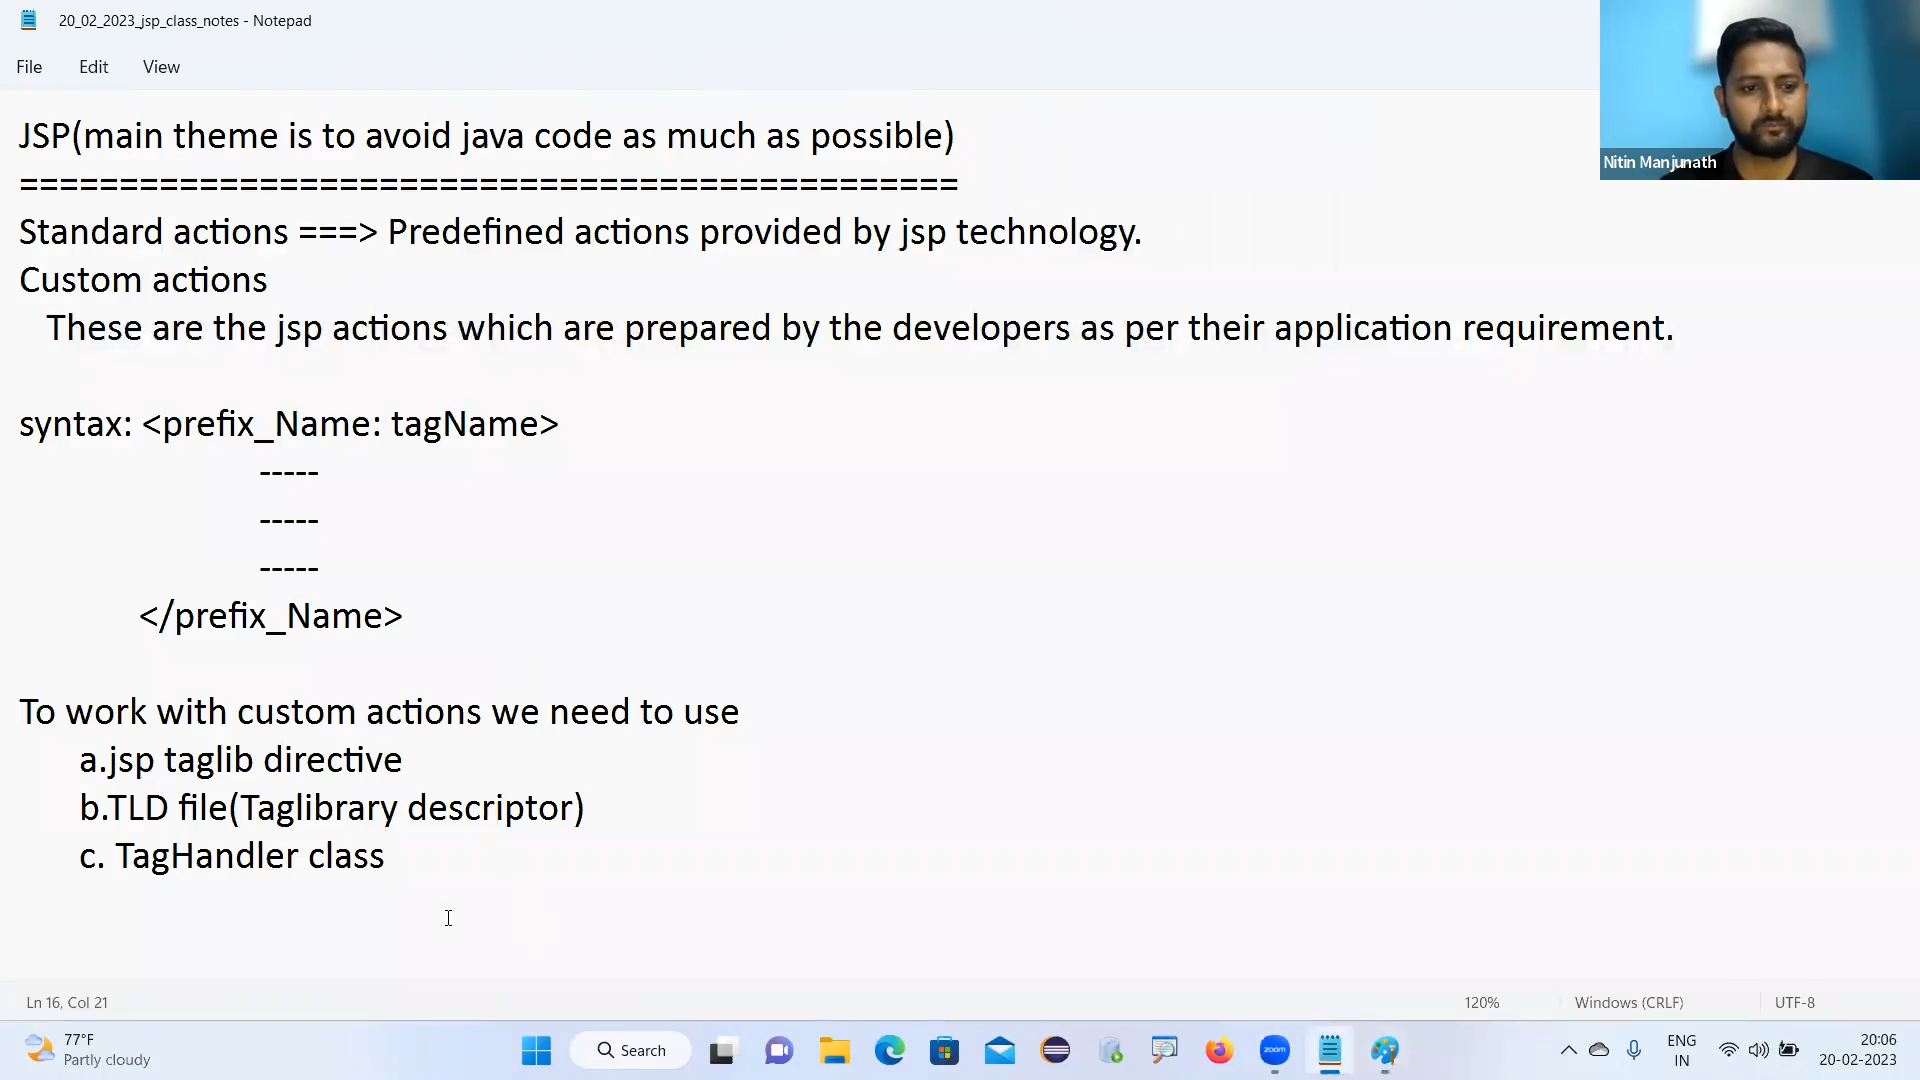 20_02_2023_jsp_class_notes - Notepad
File Edit View
JSP(main theme is to avoid java code as much as possible)
===============================================
Standard actions ===> Predefined actions provided by jsp technology.
Custom actions
These are the jsp actions which are prepared by the developers as per their application requirement.
syntax: <prefix_Name: tagName>
-----
-----
-----
</prefix_Name>
To work with custom actions we need to use
a.jsp taglib directive
b.TLD file(Taglibrary descriptor)
c. TagHandler class
Nitin Manjunath
Ln 16, Col 21
120%
Windows (CRLF)
UTF-8
77°F
Partly cloudy
Search
zoom
ENG
IN
20:06
20-02-2023